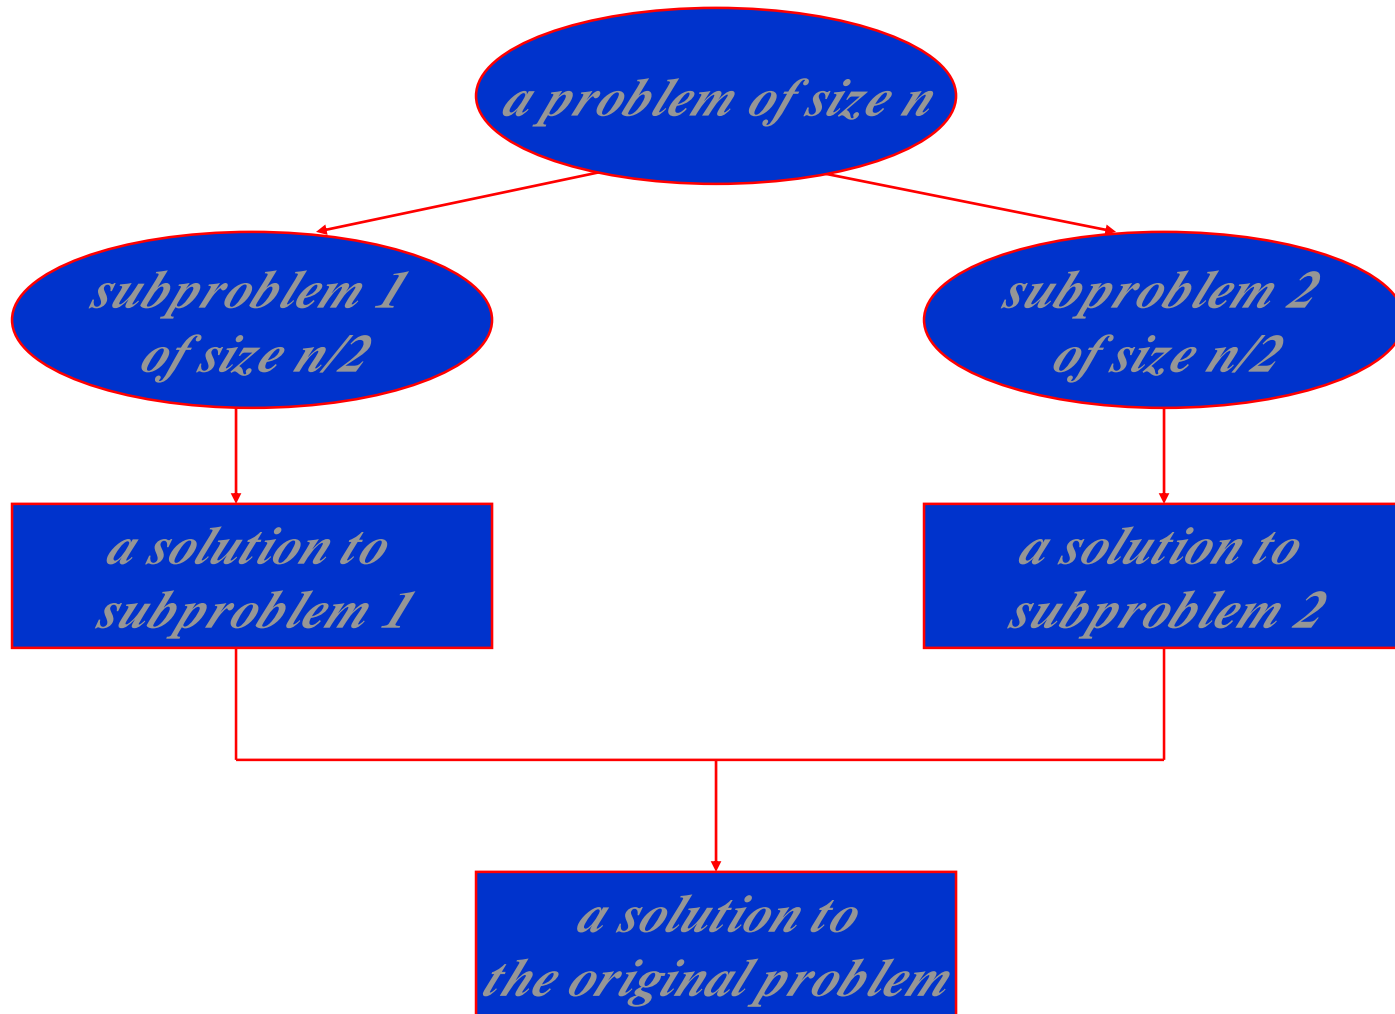 a problem of size n
subproblem 1
of size n/2
subproblem 2
of size n/2
a solution to
subproblem 1
a solution to
subproblem 2
a solution to
the original problem